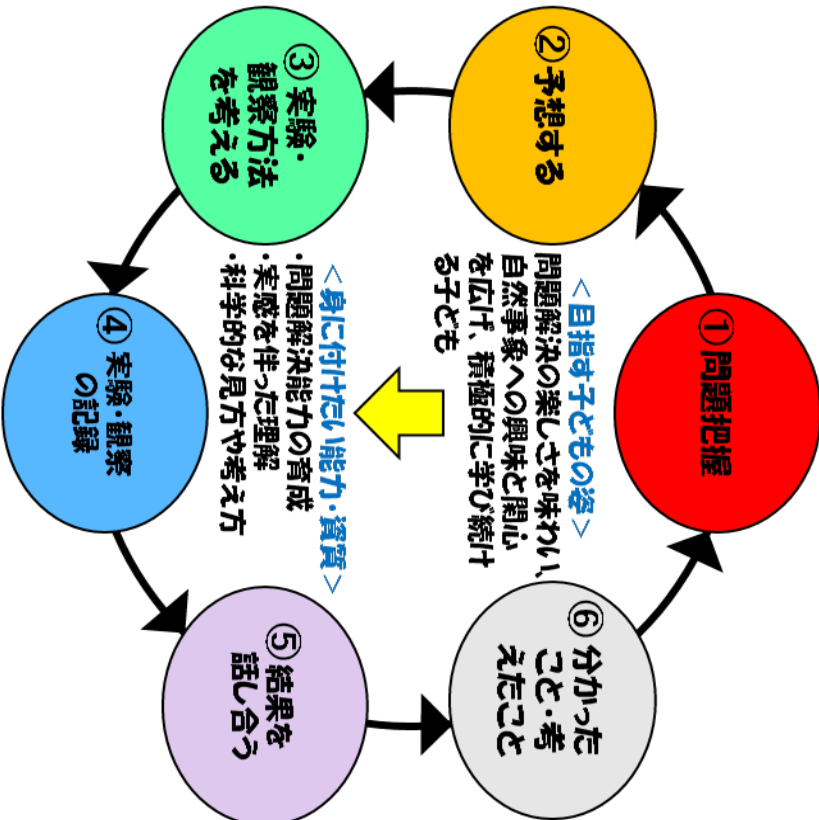 ① 問題把握
② 予想する
③ 実験・
観察方法
を考える
④ 実験・観察
の記録
⑤ 結果を
話し合う
⑥ 分かった
こと・考
えたこと
＜目指す子どもの姿＞
問題解決の楽しさを味わい、
自然事象への興味と関心
を広げ、積極的に学び続け
る子ども
＜身に付けたい能力・資質＞
・問題解決能力の育成
・実感を伴った理解
・科学的な見方や考え方